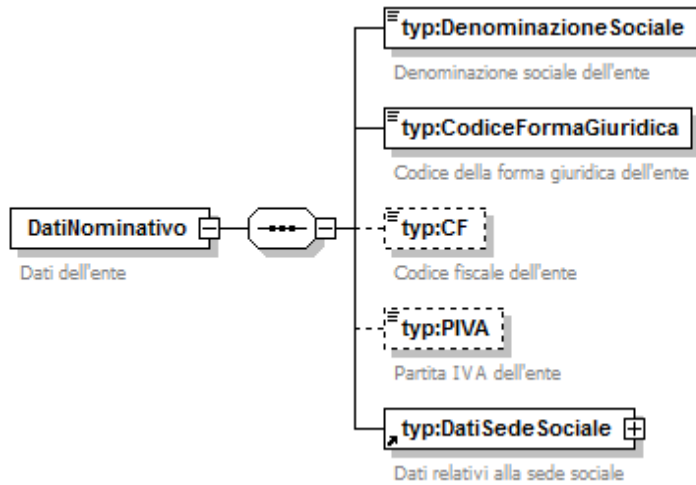 typ:DenominazioneSociale
Denominazione sociale dell'ente
typ:CodiceFormaGiuridica
Codice della forma giuridica dell'ente
DatiNominativo
Dati dell'ente
typ:CF
Codice fiscale dell'ente
typ:PIVA
Partita IVA dell'ente
typ:DatiSedeSociale
Dati relativi alla sede sociale